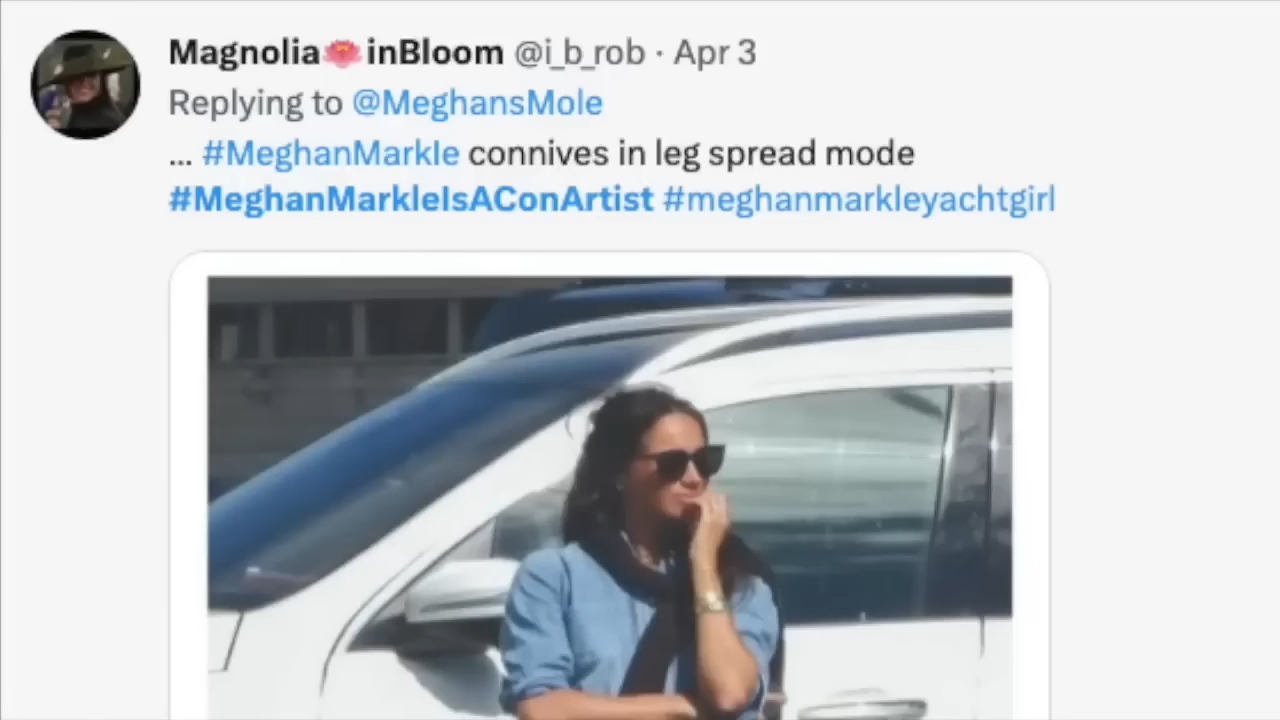 Magnolia🪷inBloom @i_b_rob · Apr 3
Replying to @MeghansMole
... #MeghanMarkle connives in leg spread mode
#MeghanMarkleIsAConArtist #meghanmarkleyachtgirl